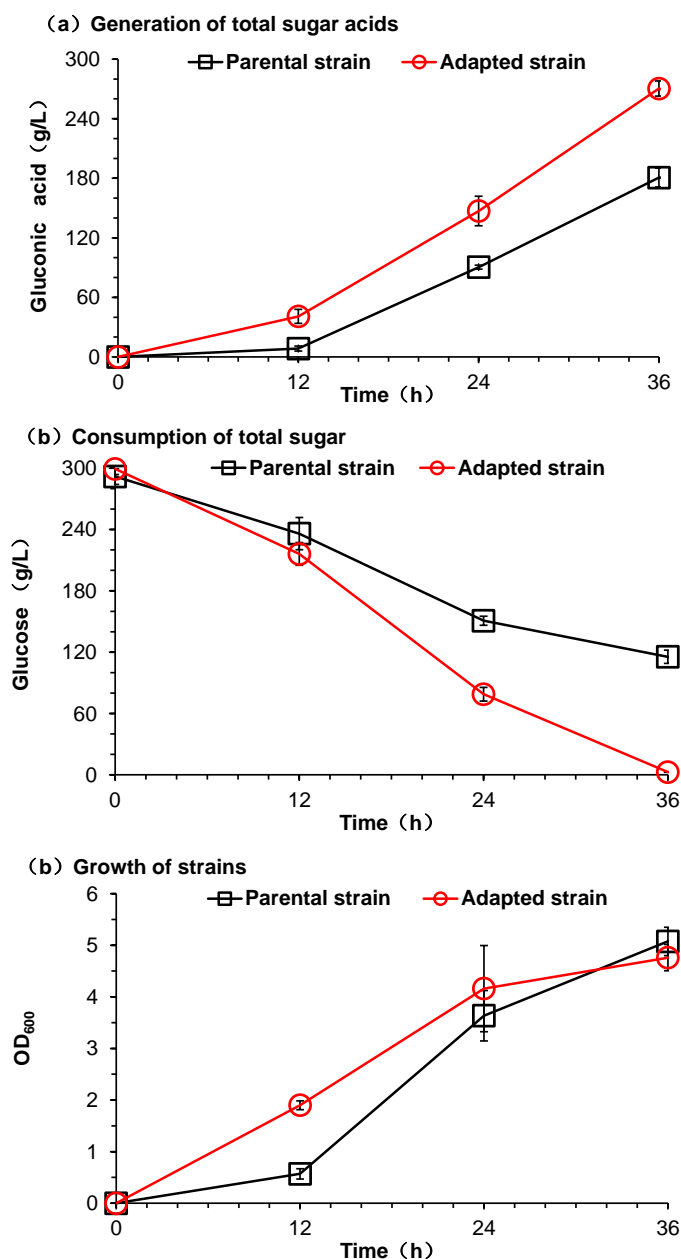 （a）Generation of total sugar acids
Parental strain Adapted strain
300
240
180
120
60
0
Gluconic acid（g/L）
0 12 24 36
Time（h）
（b）Consumption of total sugar
Parental strain Adapted strain
300
240
180
120
60
0
Glucose（g/L）
0 12 24 36
Time（h）
（b）Growth of strains
Parental strain Adapted strain
6
5
4
3
2
1
0
OD600
0 12 24 36
Time（h）